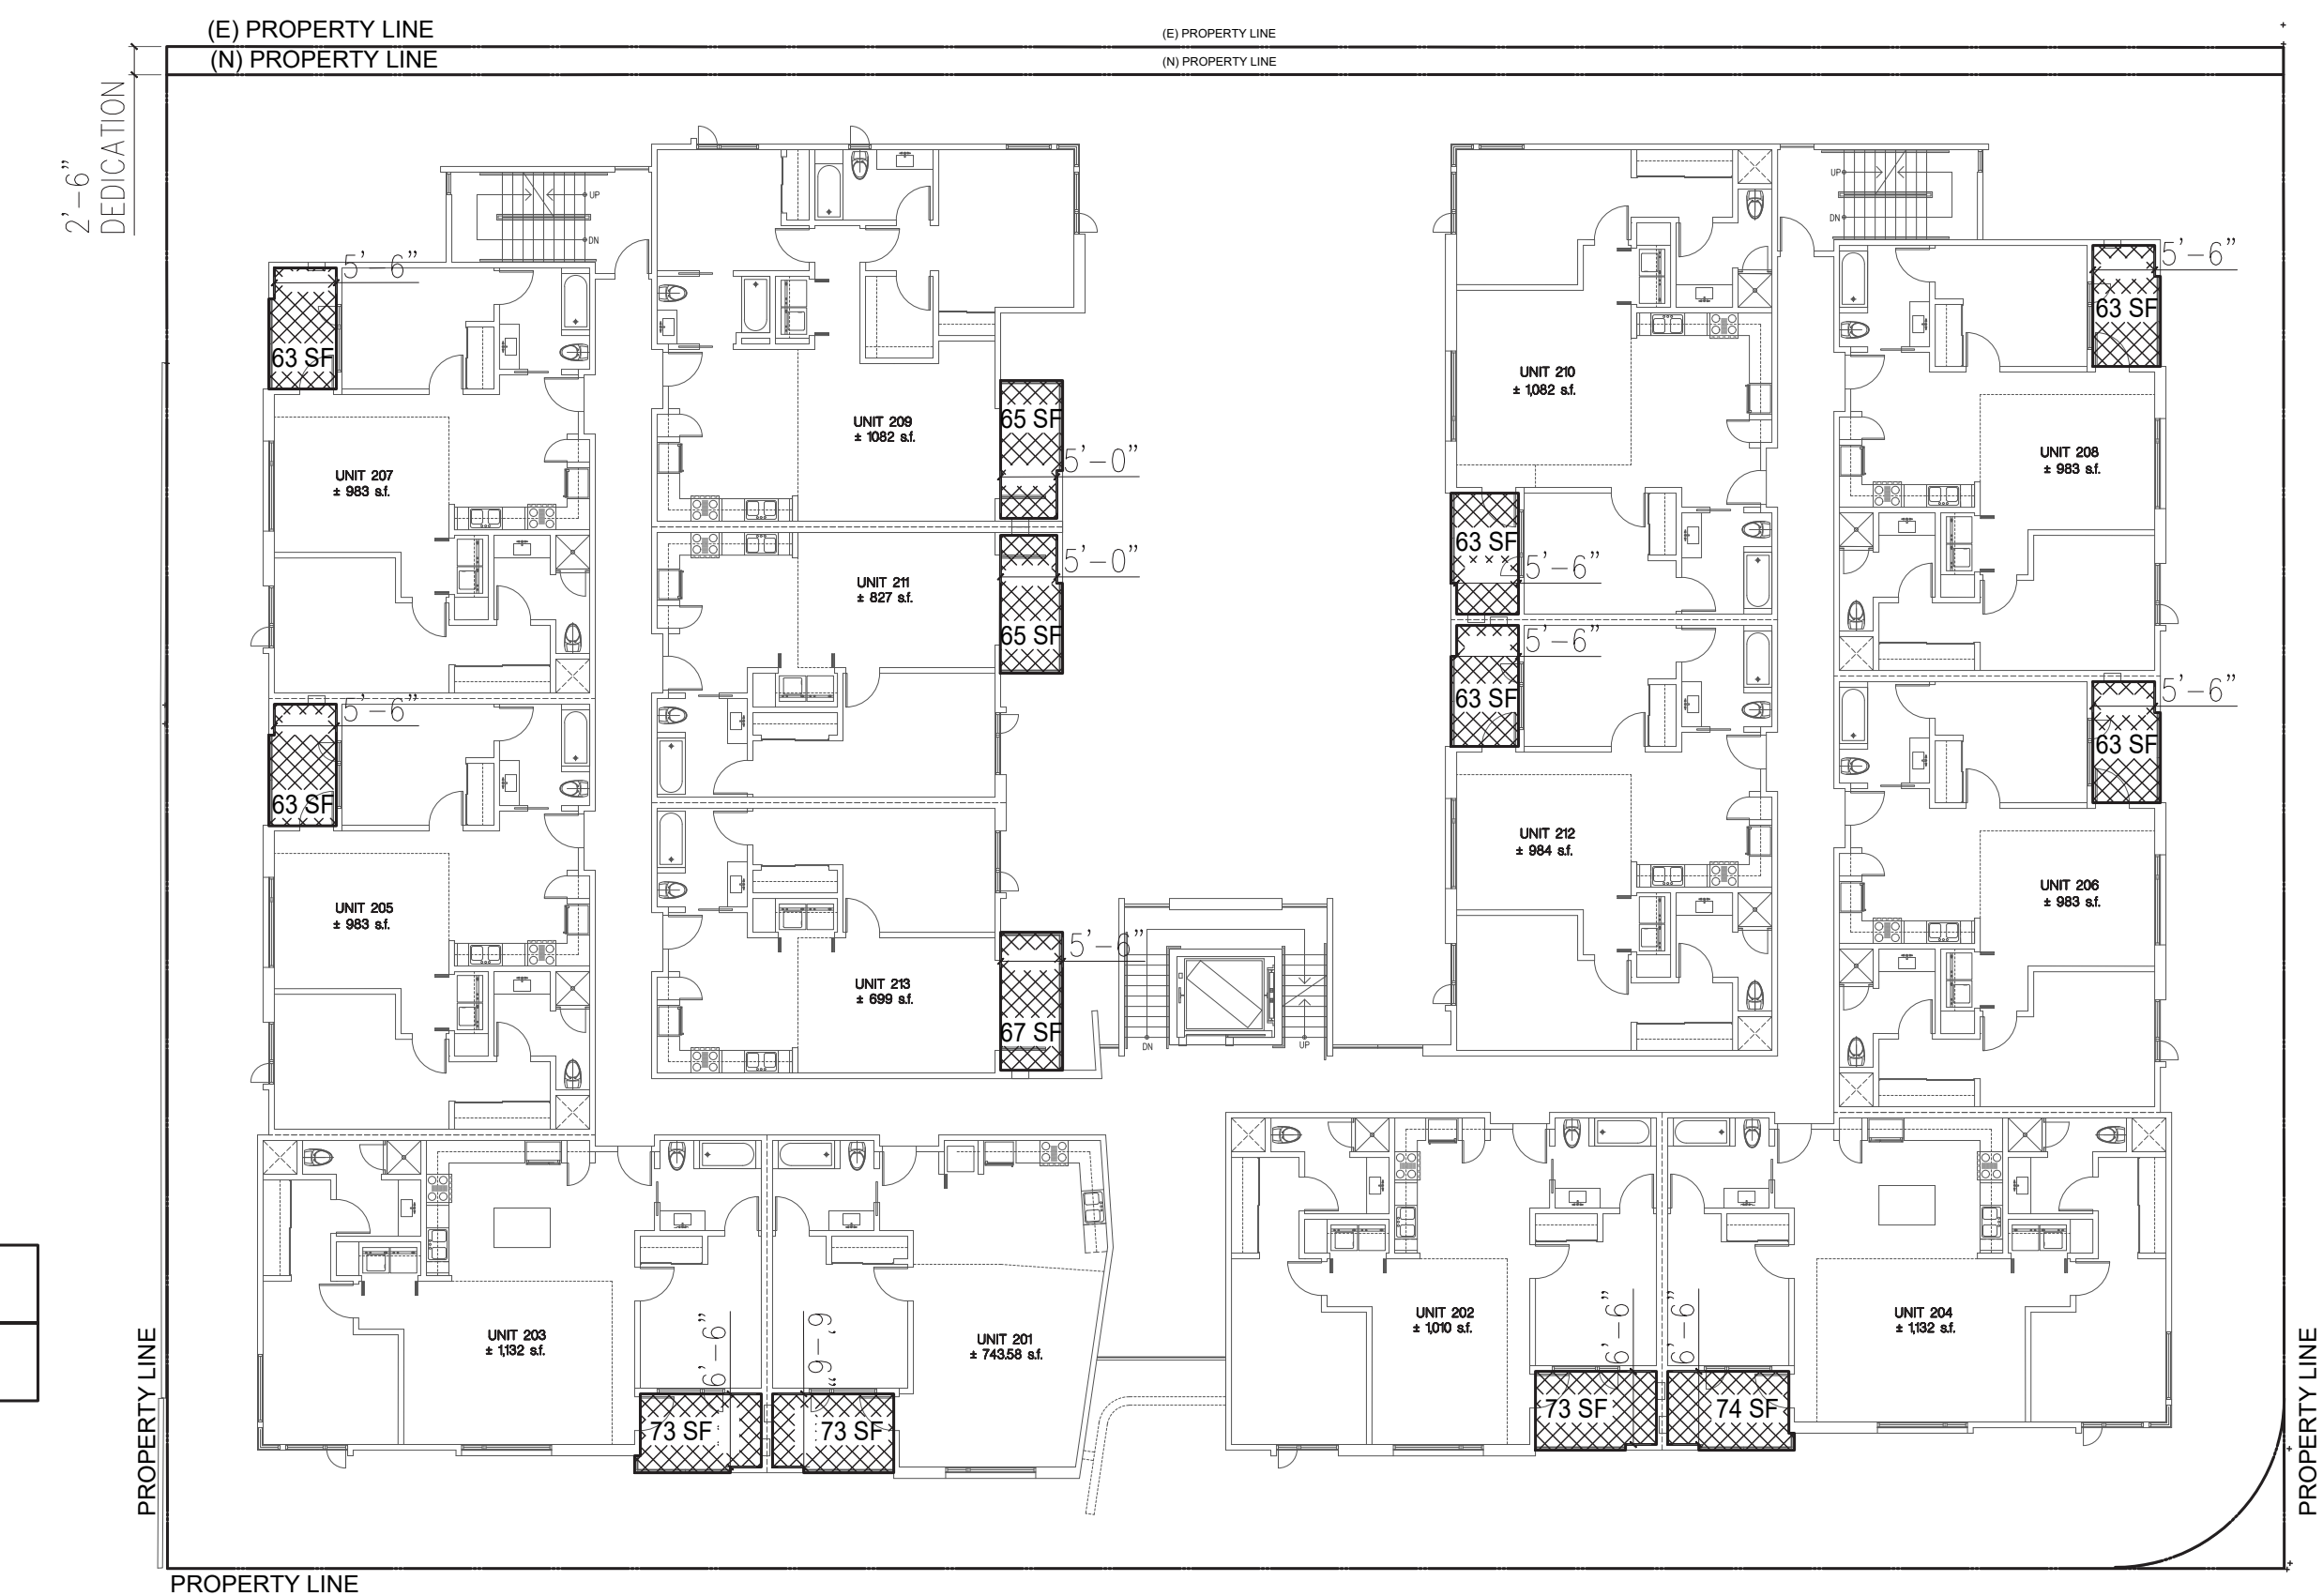 (E) PROPERTY LINE
(E) PROPERTY LINE
(N) PROPERTY LINE
(N) PROPERTY LINE
2'-6"
DEDICATION
UP
DN
UP
DN
5'-6"
63 SF
5'-6"
63 SF
UNIT 209
± 1082 s.f.
65 SF
5'-0"
UNIT 210
± 1,082 s.f.
UNIT 207
± 983 s.f.
UNIT 208
± 983 s.f.
UNIT 211
± 827 s.f.
5'-0"
65 SF
63 SF
5'-6"
5'-6"
63 SF
5'-6"
63 SF
5'-6"
63 SF
UNIT 205
± 983 s.f.
UNIT 212
± 984 s.f.
UNIT 206
± 983 s.f.
UNIT 213
± 699 s.f.
5'-6"
67 SF
DN
UP
UNIT 203
± 1,132 s.f.
6'-6"
6'-6"
UNIT 201
± 743.58 s.f.
UNIT 202
± 1,010 s.f.
6'-6"
6'-6"
UNIT 204
± 1,132 s.f.
73 SF
73 SF
73 SF
74 SF
PROPERTY LINE
PROPERTY LINE
PROPERTY LINE